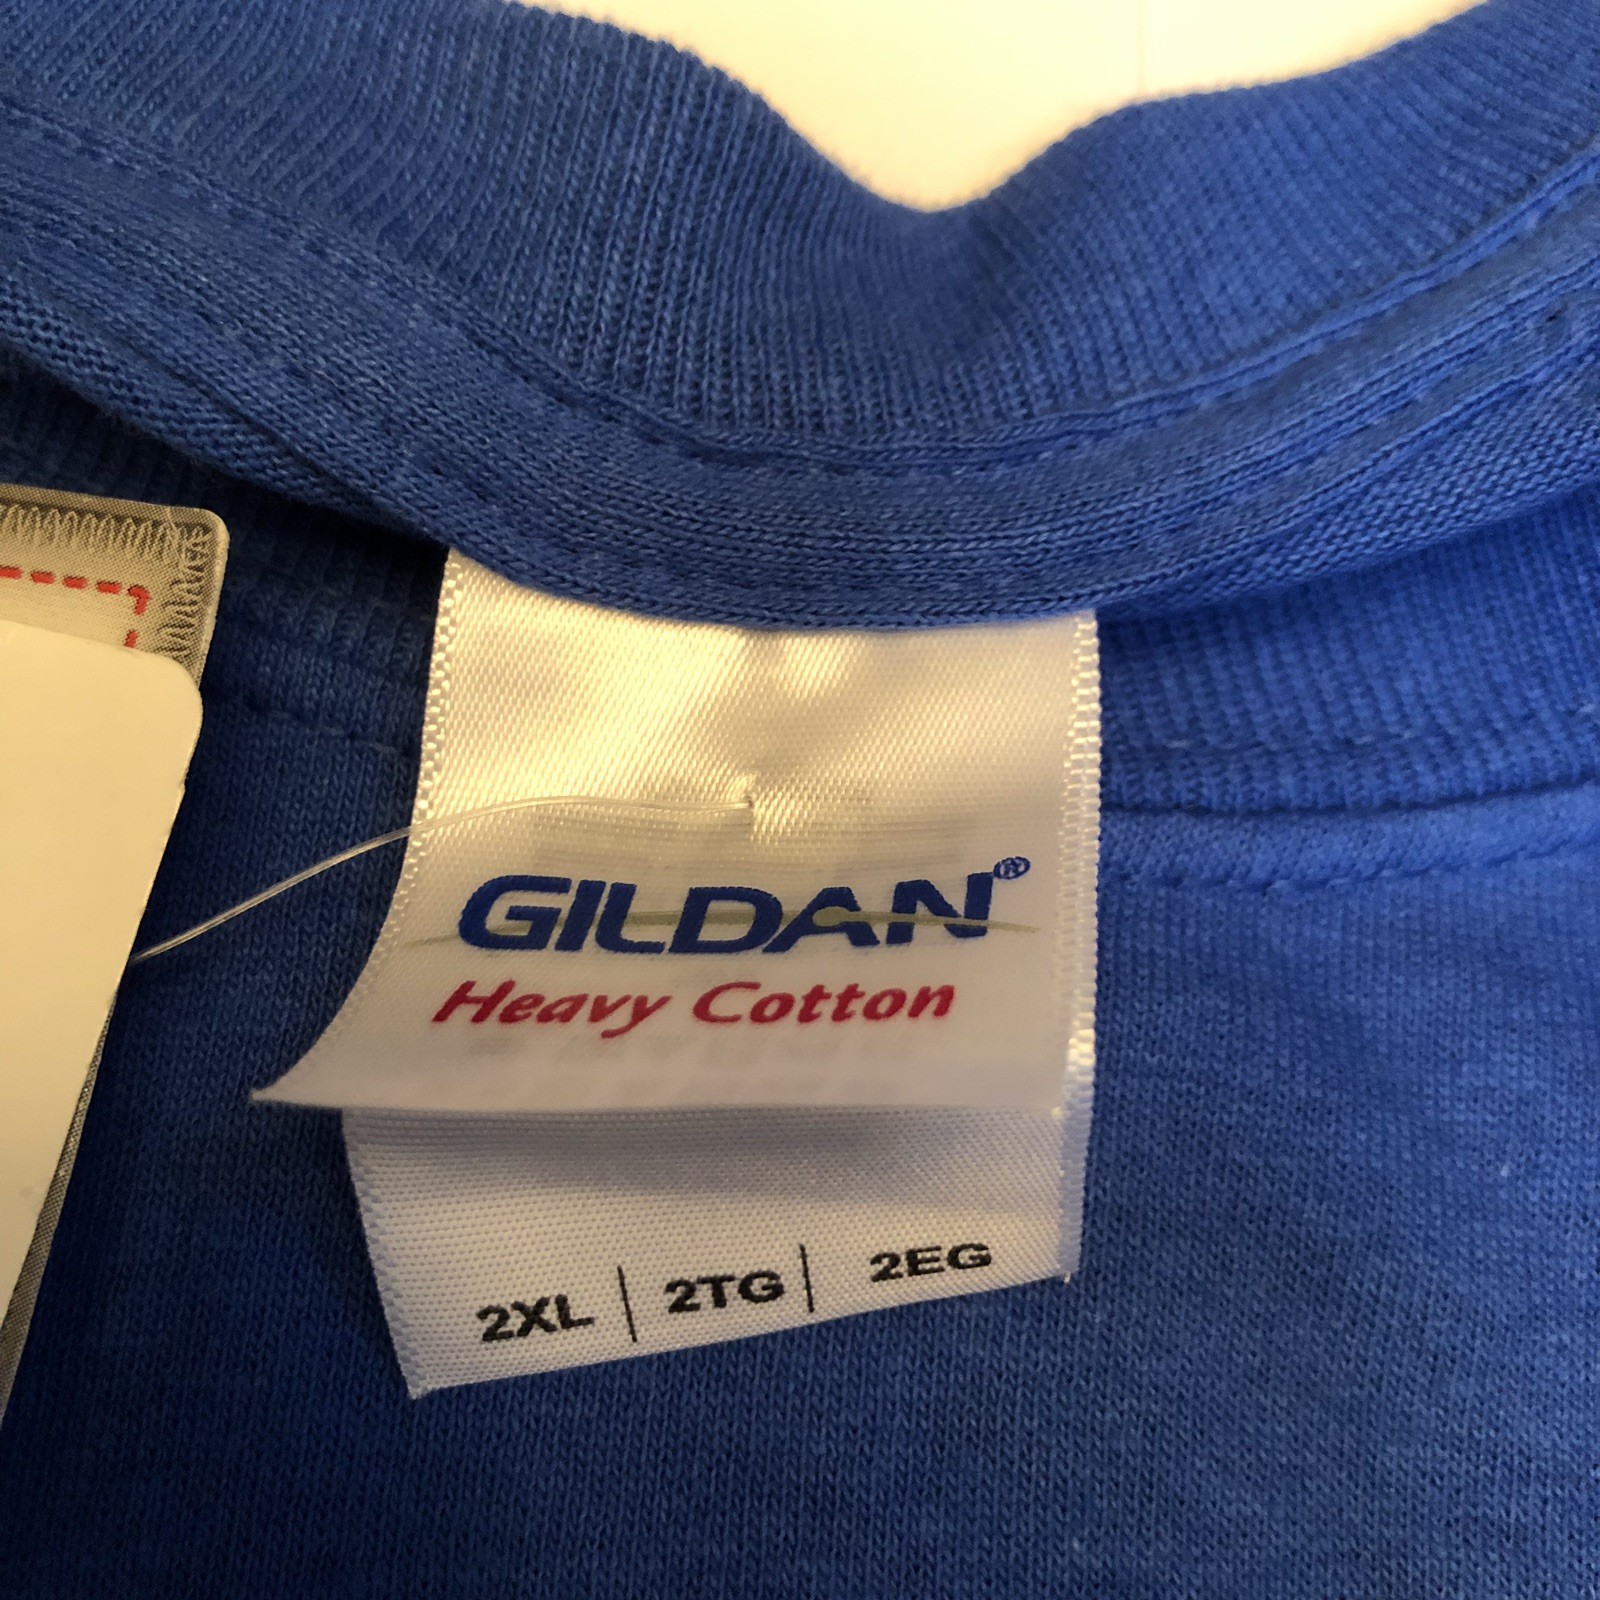 GILDAN®
Heavy Cotton
2XL | 2TG | 2EG